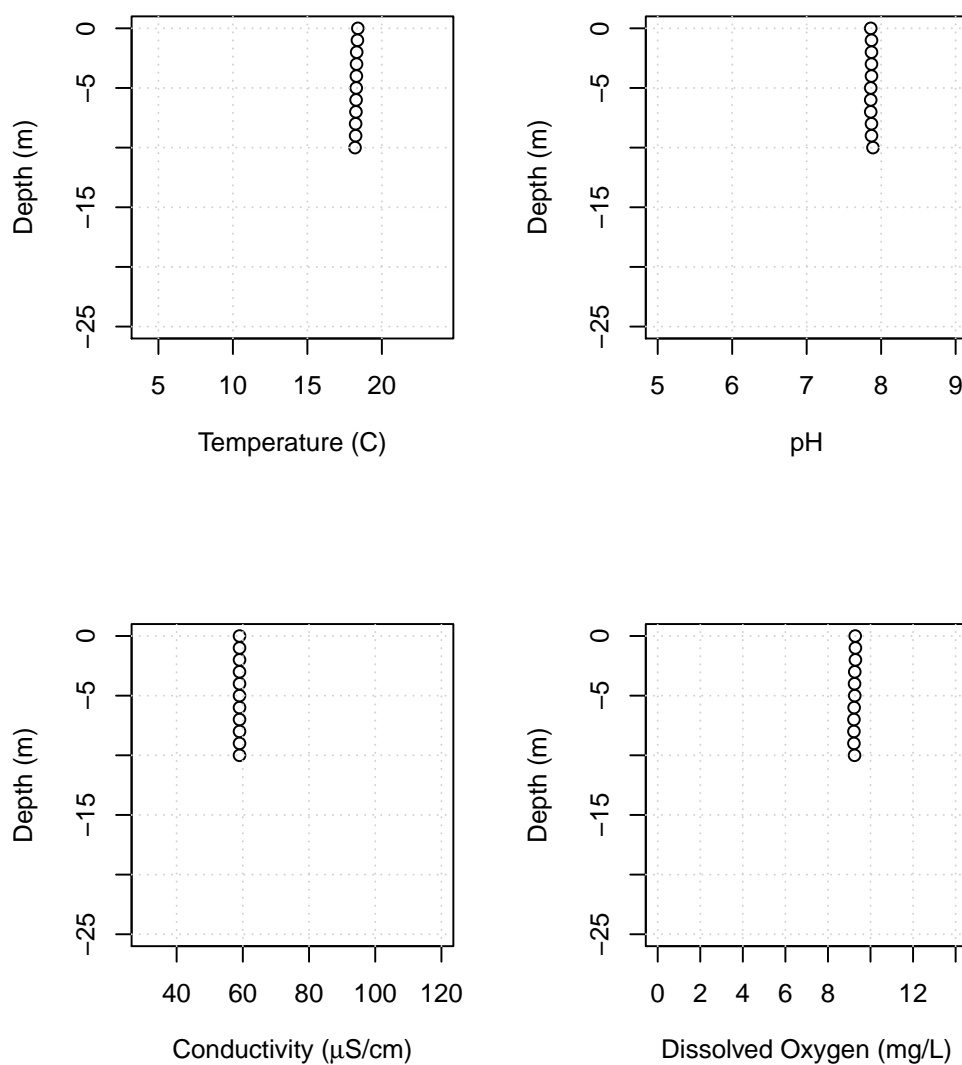 0
−5
−15
−25
Depth (m)
5 10 15 20
Temperature (C)
0
−5
−15
−25
Depth (m)
5 6 7 8 9
pH
0
−5
−15
−25
Depth (m)
40 60 80 100 120
Conductivity (μS/cm)
0
−5
−15
−25
Depth (m)
0 2 4 6 8 12
Dissolved Oxygen (mg/L)